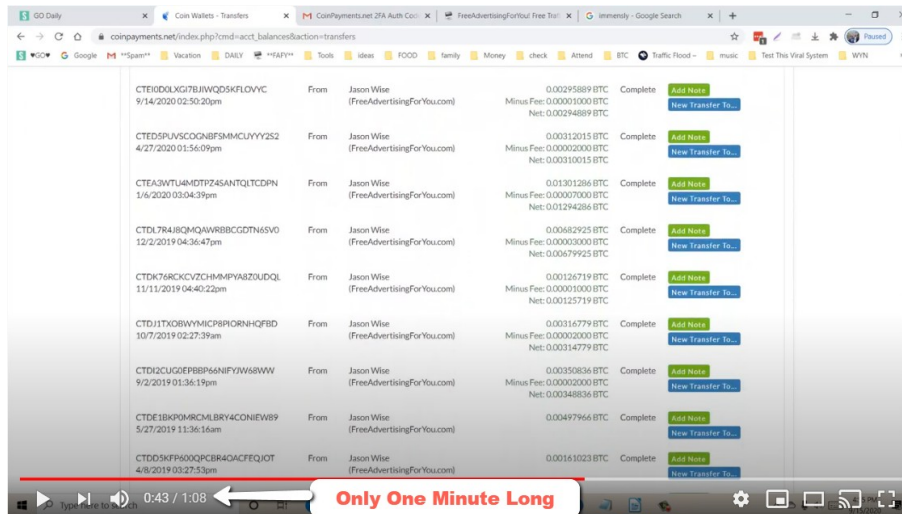 GO Daily
Coin Wallets - Transfers
CoinPayments.net 2FA Auth Cod
FreeAdvertisingForYou! Free Traf
immensly - Google Search
coinpayments.net/index.php?cmd=acct_balances&action=transfers
Paused
♥GO♥
Google
**Spam**
Vacation
DAILY
**FAFY**
Tools
ideas
FOOD
family
Money
check
Attend
BTC
Traffic Flood ~
music
Test This Viral System
WYN
CTEI0D0LXGI7BJIWQD5KFLOVYC From Jason Wise 0.00295889 BTC Complete Add Note
9/14/2020 02:50:20pm (FreeAdvertisingForYou.com) Minus Fee: 0.00001000 BTC New Transfer To...
Net: 0.00294889 BTC
CTED5PUVSCOGNBFSMMCUYYY2S2 From Jason Wise 0.00312015 BTC Complete Add Note
4/27/2020 01:56:09pm (FreeAdvertisingForYou.com) Minus Fee: 0.00002000 BTC New Transfer To...
Net: 0.00310015 BTC
CTEA3WTU4MDTPZ4SANTQLTCDPN From Jason Wise 0.01301286 BTC Complete Add Note
1/6/2020 03:04:39pm (FreeAdvertisingForYou.com) Minus Fee: 0.00007000 BTC New Transfer To...
Net: 0.01294286 BTC
CTDL7R4J8QMQAWRBBCGDTN6SV0 From Jason Wise 0.00682925 BTC Complete Add Note
12/2/2019 04:36:47pm (FreeAdvertisingForYou.com) Minus Fee: 0.00003000 BTC New Transfer To...
Net: 0.00679925 BTC
CTDK76RCKCVZCHMMPYA8Z0UDQL From Jason Wise 0.00126719 BTC Complete Add Note
11/11/2019 04:40:22pm (FreeAdvertisingForYou.com) Minus Fee: 0.00001000 BTC New Transfer To...
Net: 0.00125719 BTC
CTDJ1TXOBWYMICP8PIORNHQFBD From Jason Wise 0.00316779 BTC Complete Add Note
10/7/2019 02:27:39am (FreeAdvertisingForYou.com) Minus Fee: 0.00002000 BTC New Transfer To...
Net: 0.00314779 BTC
CTDI2CUG0EPBBP66NIFYJW68WW From Jason Wise 0.00350836 BTC Complete Add Note
9/2/2019 01:36:19pm (FreeAdvertisingForYou.com) Minus Fee: 0.00002000 BTC New Transfer To...
Net: 0.00348836 BTC
CTDE1BKP0MRCMLBRY4CONIEW89 From Jason Wise 0.00497966 BTC Complete Add Note
5/27/2019 11:36:16am (FreeAdvertisingForYou.com) New Transfer To...
CTDD5KFP600QPCBR4OACFEQJOT From Jason Wise 0.00161023 BTC Complete Add Note
4/8/2019 03:27:53pm (FreeAdvertisingForYou.com) New Transfer To...
0:43 / 1:08
Only One Minute Long
Type here to search